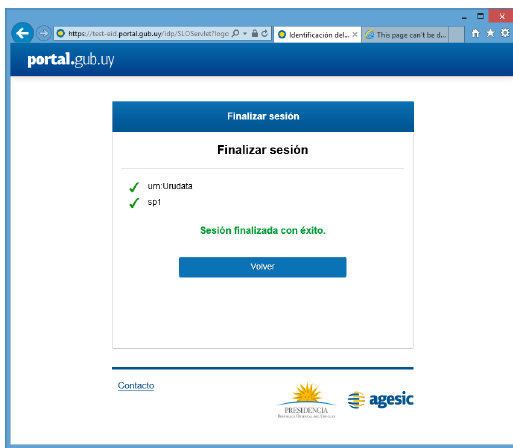 https://test-eid.portal.gub.uy/idp/SLOServlet?logo
Identificación del...
This page can't be d...
portal.gub.uy
Finalizar sesión
Finalizar sesión
urn:Urudata
sp1
Sesión finalizada con éxito.
Volver
Contacto
PRESIDENCIA
agesic